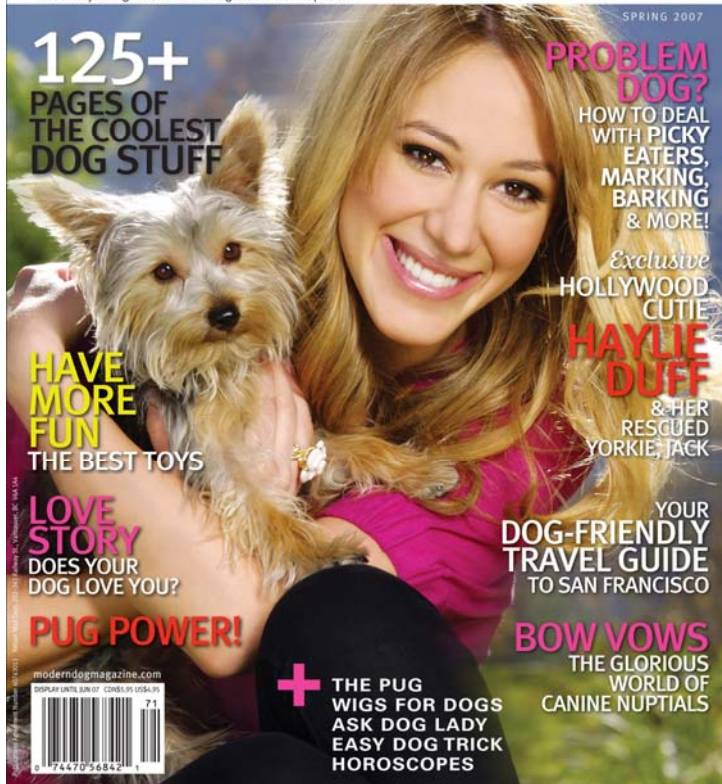 SPRING 2007
125+
PAGES OF
THE COOLEST
DOG STUFF
PROBLEM
DOG?
HOW TO DEAL
WITH PICKY
EATERS,
MARKING,
BARKING
& MORE!
Exclusive
HOLLYWOOD
CUTIE
HAYLIE
DUFF
& HER
RESCUED
YORKIE, JACK
HAVE
MORE
FUN
THE BEST TOYS
LOVE
STORY
DOES YOUR
DOG LOVE YOU?
PUG POWER!
YOUR
DOG-FRIENDLY
TRAVEL GUIDE
TO SAN FRANCISCO
BOW VOWS
THE GLORIOUS
WORLD OF
CANINE NUPTIALS
+ THE PUG
WIGS FOR DOGS
ASK DOG LADY
EASY DOG TRICK
HOROSCOPES
moderndogmagazine.com
DISPLAY UNTIL JUN 07 CDN$5.95 US$4.95
71
0 74470 56842 1